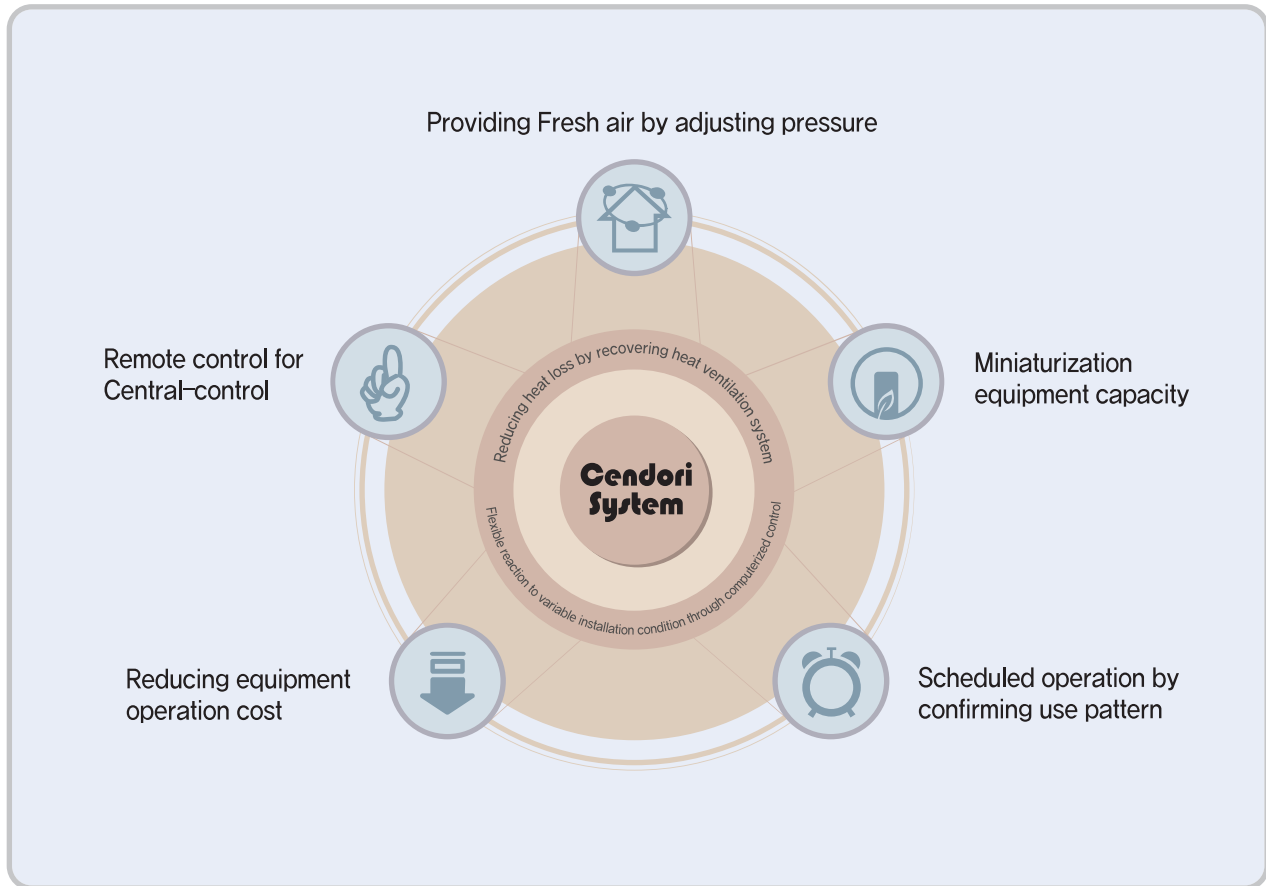 Providing Fresh air by adjusting pressure
Remote control for
Central-control
Miniaturization
equipment capacity
Reducing heat loss by recovering heat ventilation system
Cendori
System
Flexible reaction to variable installation condition through computerized control
Reducing equipment
operation cost
Scheduled operation by
confirming use pattern